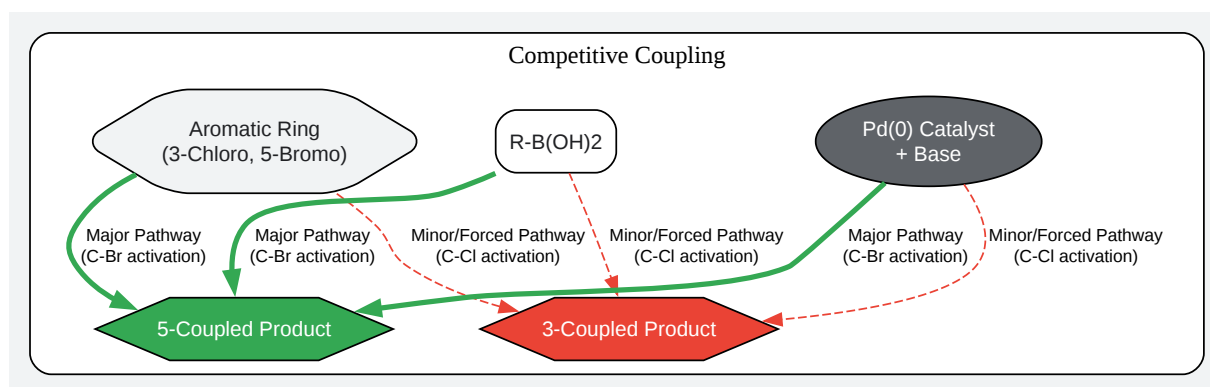 Competitive Coupling
Aromatic Ring
(3-Chloro, 5-Bromo)
R-B(OH)2
Pd(0) Catalyst
+ Base
Major Pathway
(C-Br activation)
Major Pathway
(C-Br activation)
Minor/Forced Pathway
(C-Cl activation)
Minor/Forced Pathway
(C-Cl activation)
Major Pathway
(C-Br activation)
Minor/Forced Pathway
(C-Cl activation)
5-Coupled Product
3-Coupled Product